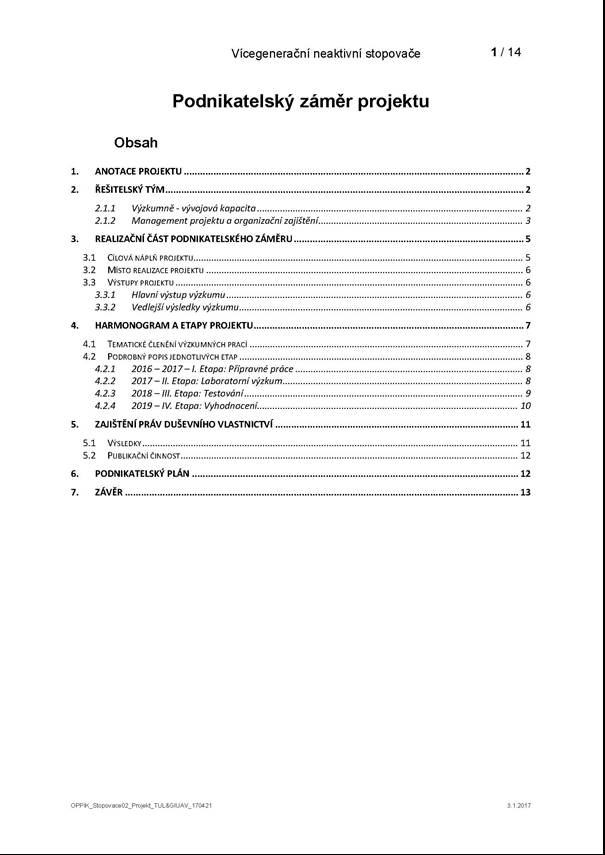 Vícegenerační neaktivní stopovače 1 / 14
Podnikatelský záměr projektu
Obsah
1. ANOTACE PROJEKTU ........ 2
2. ŘEŠITELSKÝ TÝM ........ 2
2.1.1 Výzkumně - vývojová kapacita ........ 2
2.1.2 Management projektu a organizační zajištění ........ 3
3. REALIZAČNÍ ČÁST PODNIKATELSKÉHO ZÁMĚRU ........ 5
3.1 CÍLOVÁ NÁPLŇ PROJEKTU ........ 5
3.2 MÍSTO REALIZACE PROJEKTU ........ 6
3.3 VÝSTUPY PROJEKTU ........ 6
3.3.1 Hlavní výstup výzkumu ........ 6
3.3.2 Vedlejší výsledky výzkumu ........ 6
4. HARMONOGRAM A ETAPY PROJEKTU ........ 7
4.1 TEMATICKÉ ČLENĚNÍ VÝZKUMNÝCH PRACÍ ........ 7
4.2 PODROBNÝ POPIS JEDNOTLIVÝCH ETAP ........ 8
4.2.1 2016 – 2017 – I. Etapa: Přípravné práce ........ 8
4.2.2 2017 – II. Etapa: Laboratorní výzkum ........ 8
4.2.3 2018 – III. Etapa: Testování ........ 9
4.2.4 2019 – IV. Etapa: Vyhodnocení ........ 10
5. ZAJIŠTĚNÍ PRÁV DUŠEVNÍHO VLASTNICTVÍ ........ 11
5.1 VÝSLEDKY ........ 11
5.2 PUBLIKAČNÍ ČINNOST ........ 12
6. PODNIKATELSKÝ PLÁN ........ 12
7. ZÁVĚR ........ 13
OPPIK_Stopovace02_Projekt_TUL&GIUAV_170421 3.1.2017